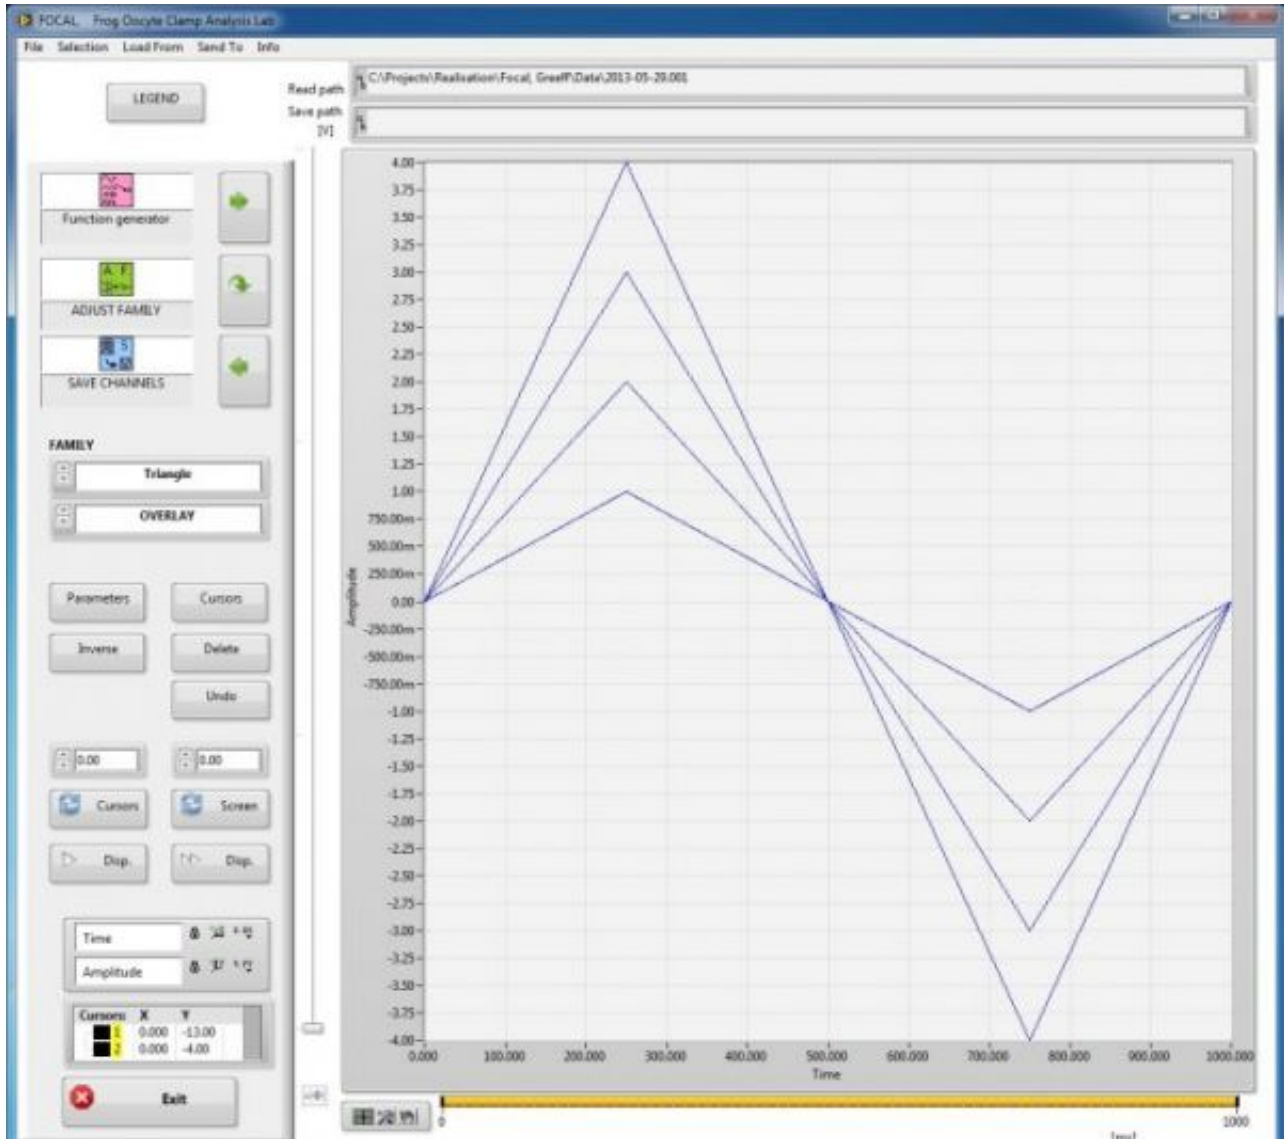 FOCAL Frog Oocyte Clamp Analysis Lab
File Selection Load From Send To Info
LEGEND
Read path
C:\Projects\Realisation\Focal, Greeff\Data\2013-05-29.001
Save path
[V]
Function generator
A F
ADJUST FAMILY
S
SAVE CHANNELS
FAMILY
Triangle
OVERLAY
Parameters Cursors
Inverse Delete
Undo
0.00 0.00
Cursors Screen
Disp. Disp.
Time
Amplitude
Cursors: X Y
1 0.000 -13.00
2 0.000 -4.00
Exit
4.00
3.75
3.50
3.25
3.00
2.75
2.50
2.25
2.00
1.75
1.50
1.25
1.00
750.00m
500.00m
250.00m
0.00
-250.00m
-500.00m
-750.00m
-1.00
-1.25
-1.50
-1.75
-2.00
-2.25
-2.50
-2.75
-3.00
-3.25
-3.50
-3.75
-4.00
Amplitude
0.000 100.000 200.000 300.000 400.000 500.000 600.000 700.000 800.000 900.000 1000.000
Time
0 1000